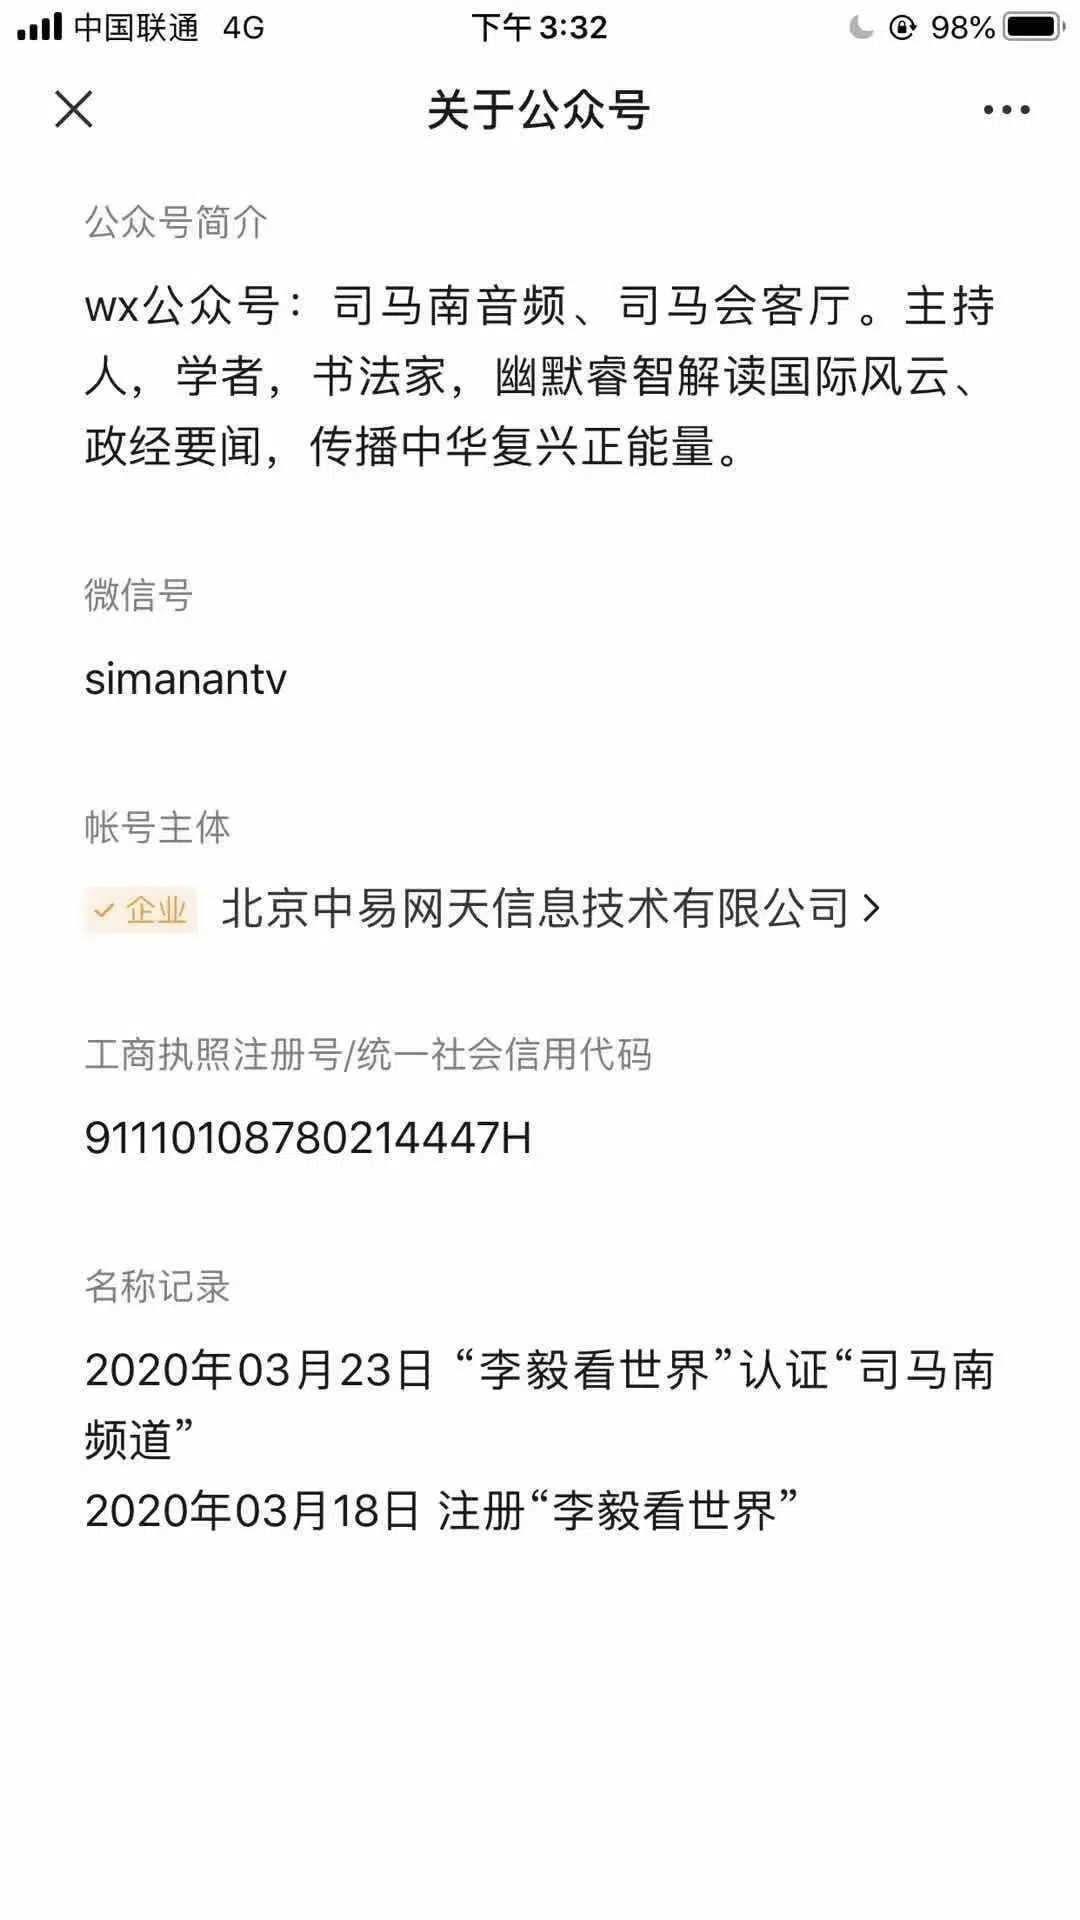 中国联通 4G 下午3:32 98%
关于公众号
公众号简介
wx公众号：司马南音频、司马会客厅。主持
人，学者，书法家，幽默睿智解读国际风云、
政经要闻，传播中华复兴正能量。
微信号
simanantv
帐号主体
企业 北京中易网天信息技术有限公司
工商执照注册号/统一社会信用代码
91110108780214447H
名称记录
2020年03月23日 “李毅看世界”认证“司马南
频道”
2020年03月18日 注册“李毅看世界”